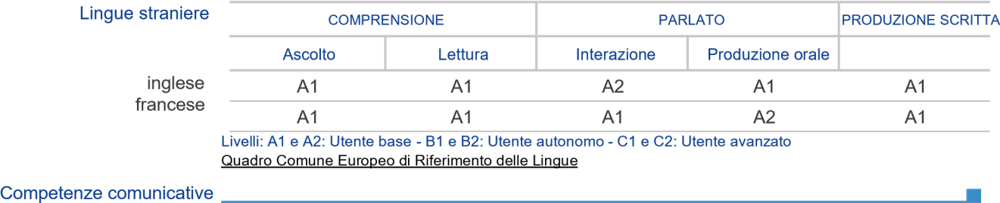 Lingue straniere COMPRENSIONE PARLATO PRODUZIONE SCRITTA
Ascolto Lettura Interazione Produzione orale
inglese A1 A1 A2 A1 A1
francese A1 A1 A1 A2 A1
Livelli: A1 e A2: Utente base - B1 e B2: Utente autonomo - C1 e C2: Utente avanzato
Quadro Comune Europeo di Riferimento delle Lingue
Competenze comunicative